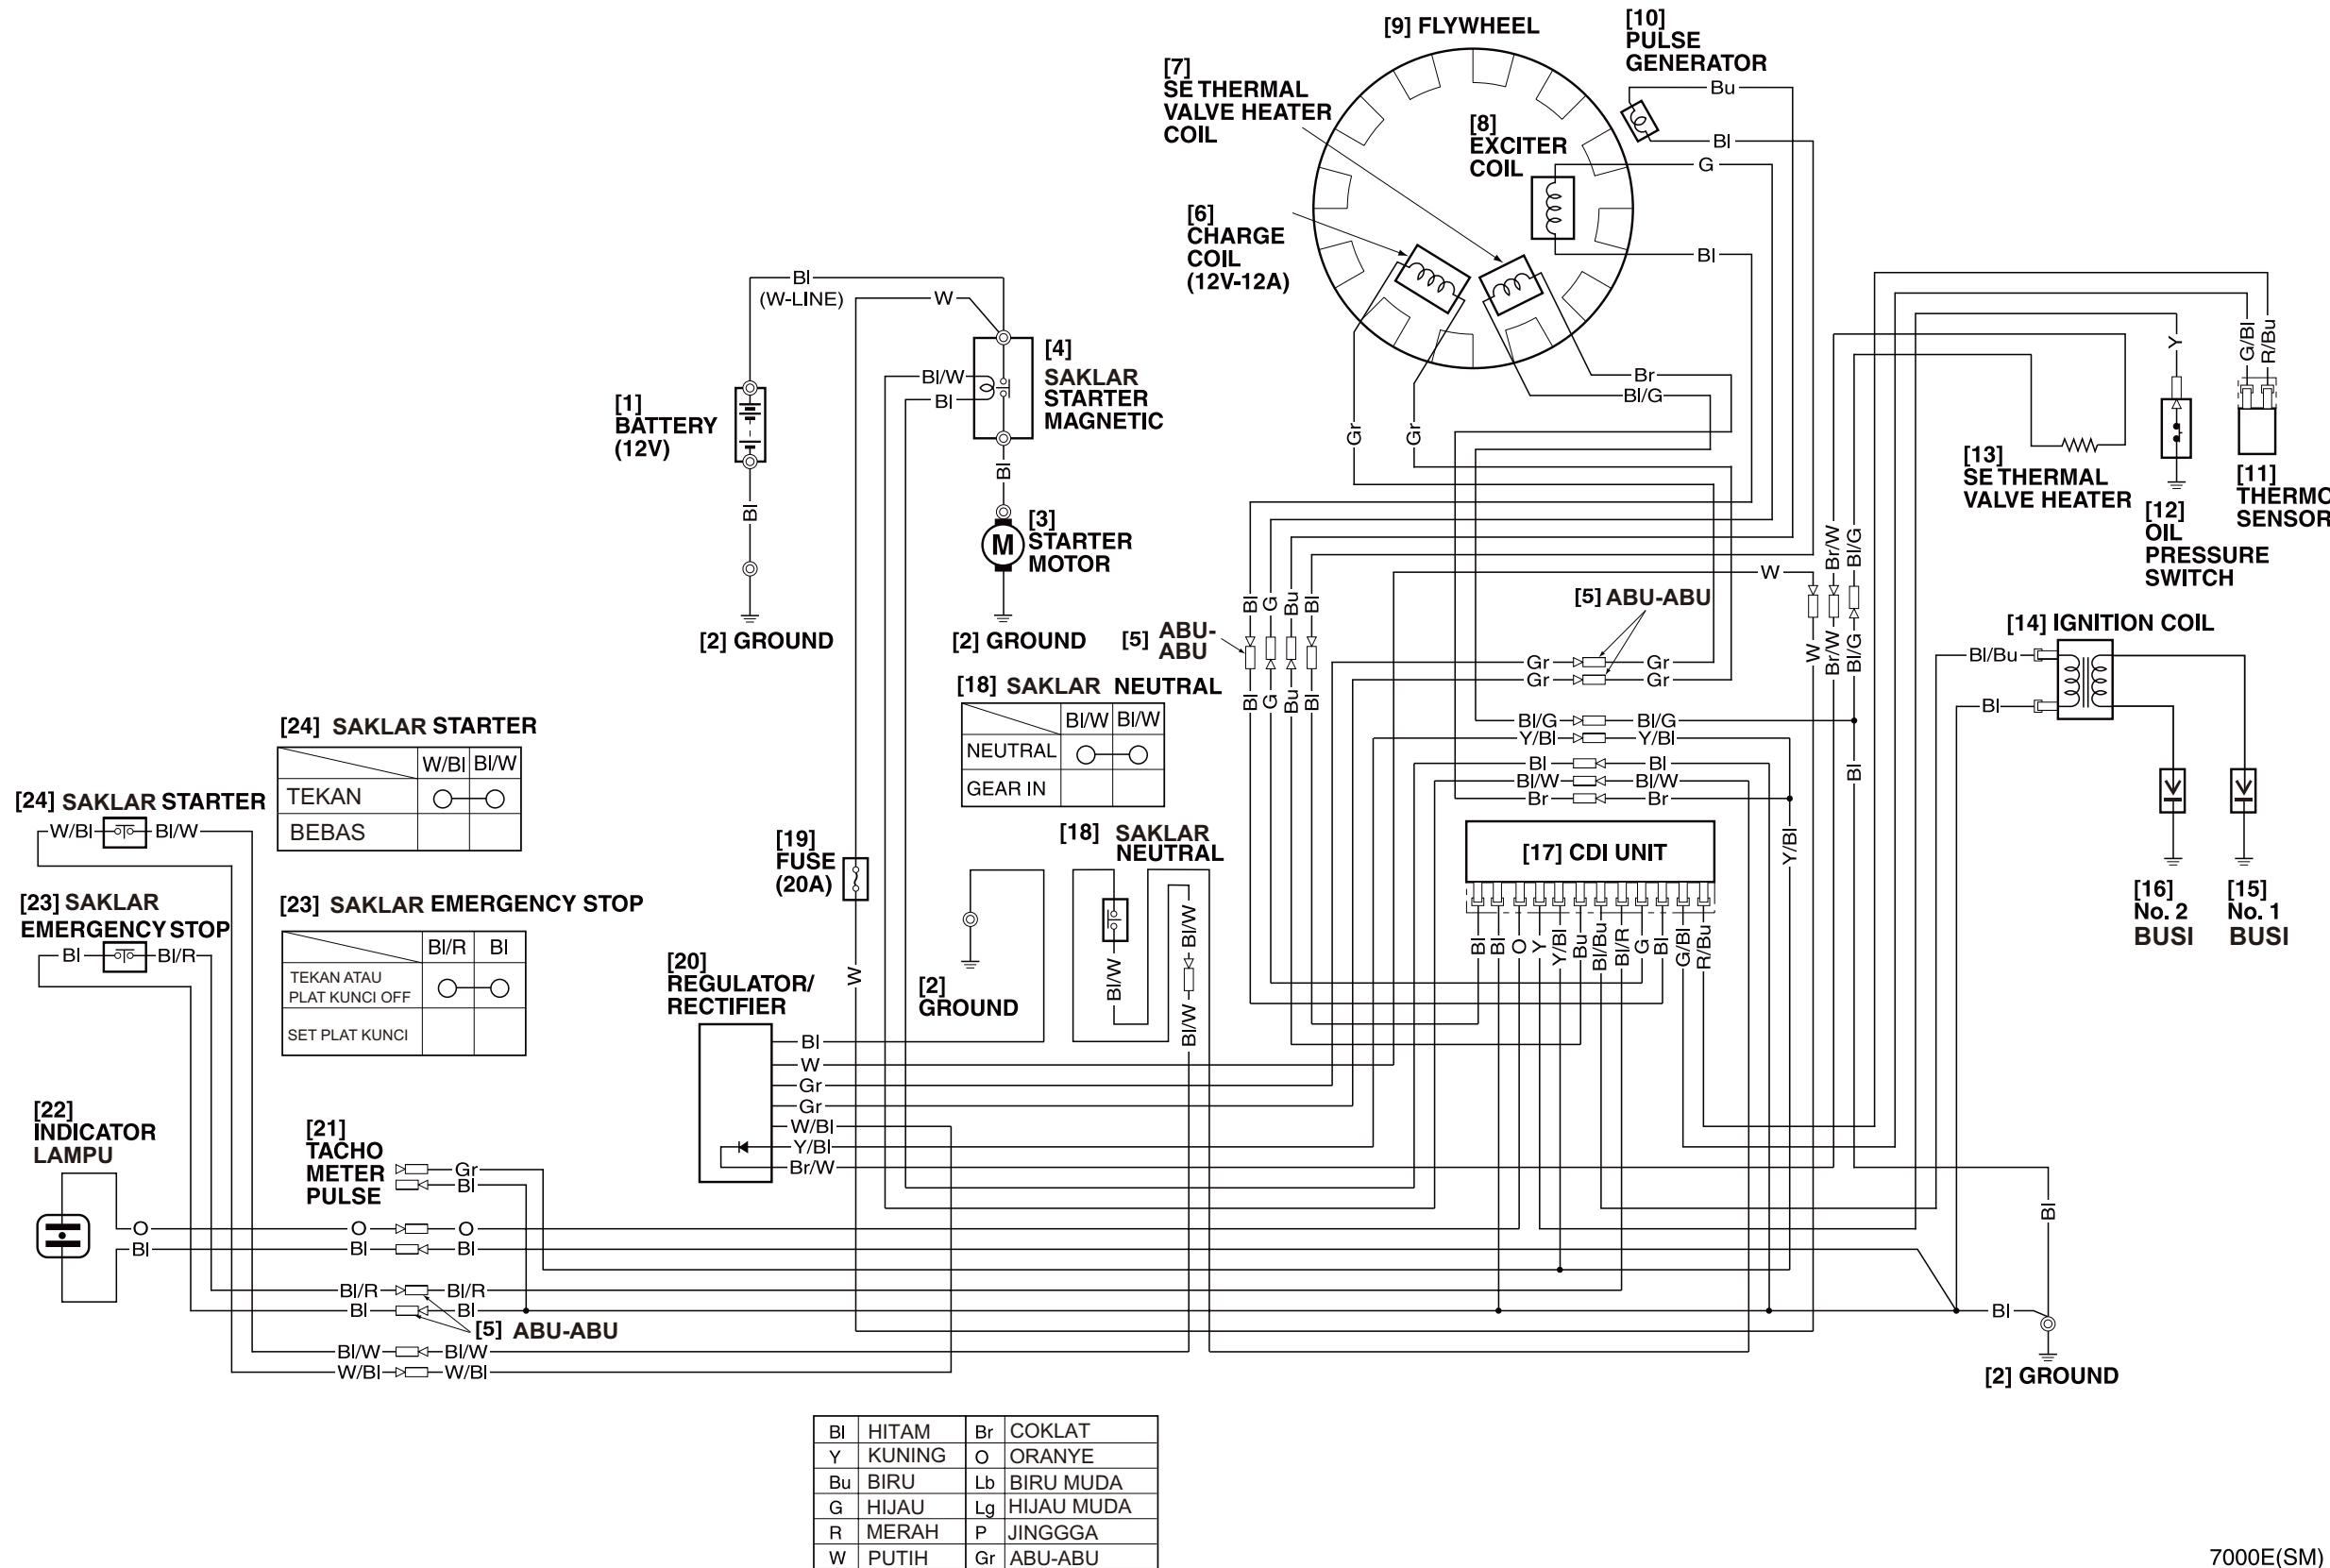 [9] FLYWHEEL
[10]
PULSE
GENERATOR
Bu
Bl
G
Bl
[7]
SE THERMAL
VALVE HEATER
COIL
[8]
EXCITER
COIL
[6]
CHARGE
COIL
(12V-12A)
Bl
(W-LINE)
W
[4]
SAKLAR
STARTER
MAGNETIC
Bl/W
Bl
[1]
BATTERY
(12V)
Bl
Bl
[3]
STARTER
MOTOR
M
[2] GROUND
[2] GROUND
Gr
Gr
Br
Bl/G
Y
G/Bl
R/Bu
[13]
SE THERMAL
VALVE HEATER
[12]
OIL
PRESSURE
SWITCH
[11]
THERMO
SENSOR
Br/W
Bl/G
W
Bl
G
Bu
Bl
[5] ABU-ABU
[5] ABU-
ABU
Bl
G
Bu
Bl
W
Br/W
Bl/G
Bl
[14] IGNITION COIL
Bl/Bu
Bl
Gr
Gr
Gr
Gr
Bl/G
Bl/G
Y/Bl
Y/Bl
Bl
Bl
Bl/W
Bl/W
Br
Br
Y/Bl
[18] SAKLAR NEUTRAL
Bl/W Bl/W
NEUTRAL
GEAR IN
[24] SAKLAR STARTER
W/Bl Bl/W
TEKAN
BEBAS
[24] SAKLAR STARTER
W/Bl
Bl/W
[23] SAKLAR
EMERGENCY STOP
Bl
Bl/R
[23] SAKLAR EMERGENCY STOP
Bl/R Bl
TEKAN ATAU
PLAT KUNCI OFF
SET PLAT KUNCI
[19]
FUSE
(20A)
W
[18] SAKLAR
NEUTRAL
Bl/W
Bl/W
Bl/W
[2]
GROUND
[17] CDI UNIT
Bl
Bl
O
Y
Y/Bl
Bu
Bl/Bu
Bl/R
G
Bl
G/Bl
R/Bu
[16]
No. 2
BUSI
[15]
No. 1
BUSI
[20]
REGULATOR/
RECTIFIER
Bl
W
Gr
Gr
W/Bl
Y/Bl
Br/W
[22]
INDICATOR
LAMPU
O
Bl
[21]
TACHO
METER
PULSE
Gr
Bl
O
O
Bl
Bl
Bl/R
Bl/R
Bl
Bl
[5] ABU-ABU
Bl/W
Bl/W
W/Bl
W/Bl
Bl
Bl
[2] GROUND
Bl HITAM Br COKLAT
Y KUNING O ORANYE
Bu BIRU Lb BIRU MUDA
G HIJAU Lg HIJAU MUDA
R MERAH P JINGGGA
W PUTIH Gr ABU-ABU
7000E(SM)